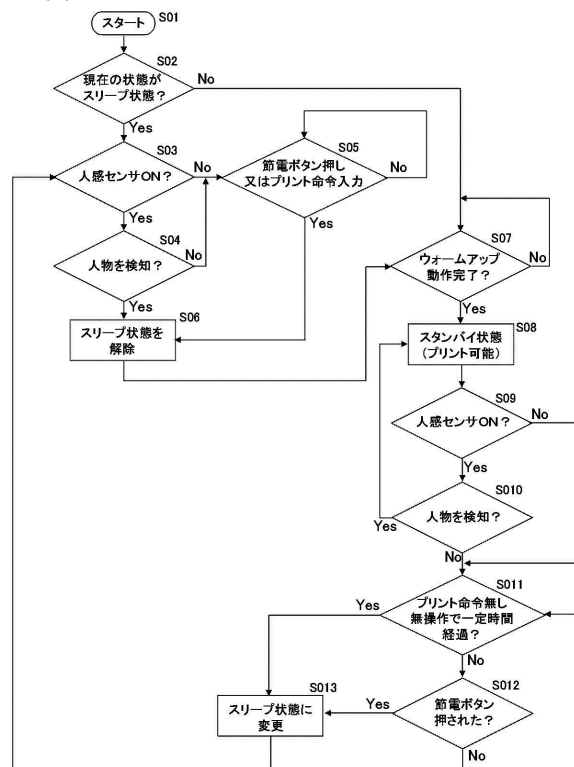 スタート
S01
S02
現在の状態が
スリープ状態？
No
Yes
S03
人感センサON？
No
Yes
S04
人物を検知？
No
Yes
S05
節電ボタン押し
又はプリント命令入力
No
Yes
S06
スリープ状態を
解除
S07
ウォームアップ
動作完了？
No
Yes
S08
スタンバイ状態
（プリント可能）
S09
人感センサON？
No
Yes
S010
人物を検知？
Yes
No
S011
プリント命令無し
無操作で一定時間
経過？
Yes
No
S012
節電ボタン
押された？
Yes
No
S013
スリープ状態に
変更